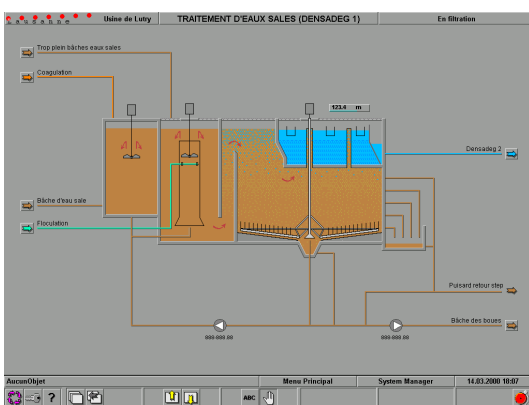 Lausanne
Usine de Lutry
TRAITEMENT D'EAUX SALES (DENSADEG 1)
En filtration
Trop plein bâches eaux sales
Coagulation
123.4 m
Densadeg 2
Bâche d'eau sale
Floculation
Puisard retour step
Bâche des boues
999-999.99
999-999.99
AucunObjet
Menu Principal
System Manager
14.03.2000 18:07
?
ABC